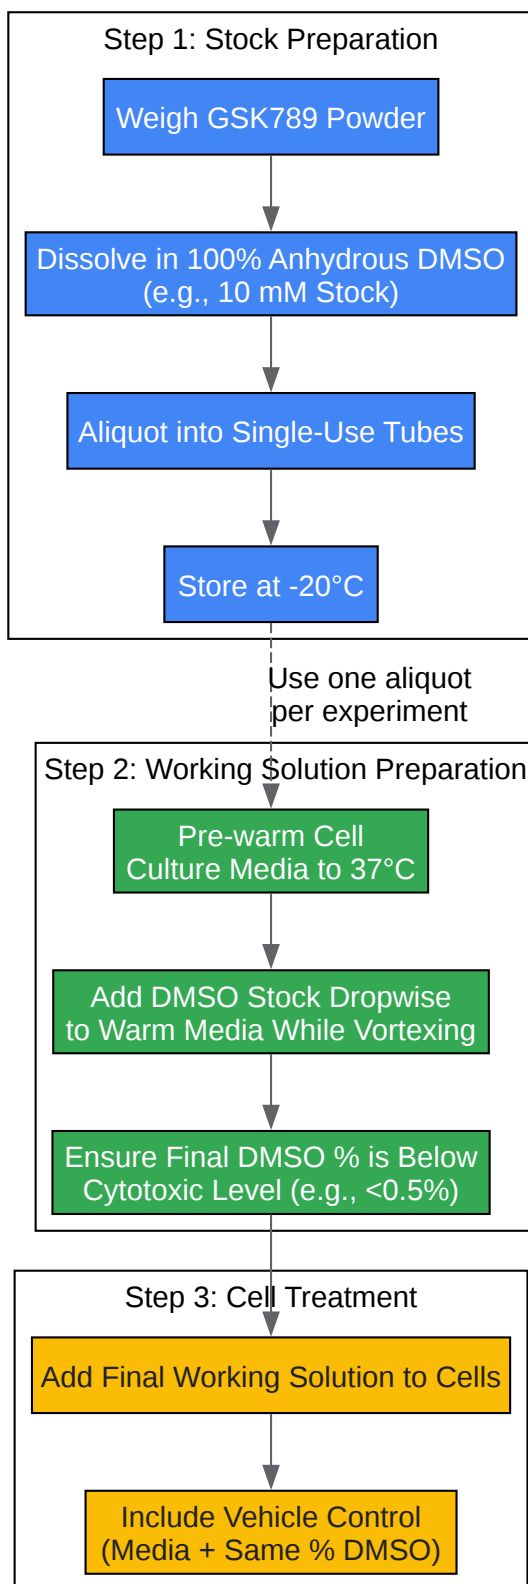 Step 1: Stock Preparation
Weigh GSK789 Powder
Dissolve in 100% Anhydrous DMSO
(e.g., 10 mM Stock)
Aliquot into Single-Use Tubes
Store at -20°C
Use one aliquot
per experiment
Step 2: Working Solution Preparation
Pre-warm Cell
Culture Media to 37°C
Add DMSO Stock Dropwise
to Warm Media While Vortexing
Ensure Final DMSO % is Below
Cytotoxic Level (e.g., <0.5%)
Step 3: Cell Treatment
Add Final Working Solution to Cells
Include Vehicle Control
(Media + Same % DMSO)